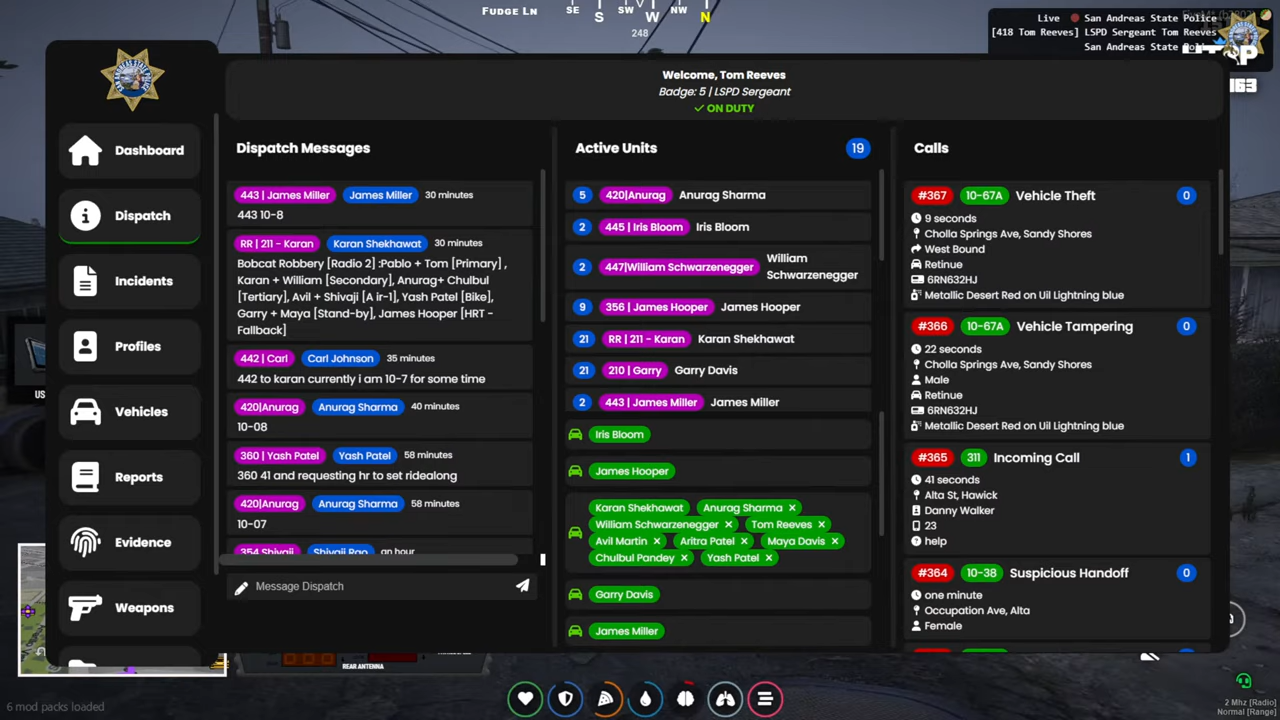 Fudge Ln
SE S SW W NW N
248
Live San Andreas State Police
[418 Tom Reeves] LSPD Sergeant Tom Reeves
San Andreas State
Welcome, Tom Reeves
Badge: 5 | LSPD Sergeant
✓ ON DUTY
Dashboard
Dispatch
Incidents
Profiles
Vehicles
Reports
Evidence
Weapons
Dispatch Messages
443 | James Miller James Miller 30 minutes
443 10-8
RR | 211 - Karan Karan Shekhawat 30 minutes
Bobcat Robbery [Radio 2] :Pablo + Tom [Primary] ,
Karan + William [Secondary], Anurag+ Chulbul
[Tertiary], Avil + Shivaji [A ir-1], Yash Patel [Bike],
Garry + Maya [Stand-by], James Hooper [HRT -
Fallback]
442 | Carl Carl Johnson 35 minutes
442 to karan currently i am 10-7 for some time
420|Anurag Anurag Sharma 40 minutes
10-08
360 | Yash Patel Yash Patel 58 minutes
360 41 and requesting hr to set ridealong
420|Anurag Anurag Sharma 58 minutes
10-07
354 Shivaji Shivaji Rao an hour
Message Dispatch
Active Units 19
5 420|Anurag Anurag Sharma
2 445 | Iris Bloom Iris Bloom
2 447|William Schwarzenegger William
Schwarzenegger
9 356 | James Hooper James Hooper
21 RR | 211 - Karan Karan Shekhawat
21 210 | Garry Garry Davis
2 443 | James Miller James Miller
Iris Bloom
James Hooper
Karan Shekhawat Anurag Sharma ×
William Schwarzenegger × Tom Reeves ×
Avil Martin × Aritra Patel × Maya Davis ×
Chulbul Pandey × Yash Patel ×
Garry Davis
James Miller
Calls
#367 10-67A Vehicle Theft 0
9 seconds
Cholla Springs Ave, Sandy Shores
West Bound
Retinue
6RN632HJ
Metallic Desert Red on Uil Lightning blue
#366 10-67A Vehicle Tampering 0
22 seconds
Cholla Springs Ave, Sandy Shores
Male
Retinue
6RN632HJ
Metallic Desert Red on Uil Lightning blue
#365 311 Incoming Call 1
41 seconds
Alta St, Hawick
Danny Walker
23
help
#364 10-38 Suspicious Handoff 0
one minute
Occupation Ave, Alta
Female
REAR ANTENNA
6 mod packs loaded
2 Mhz [Radio]
Normal [Range]